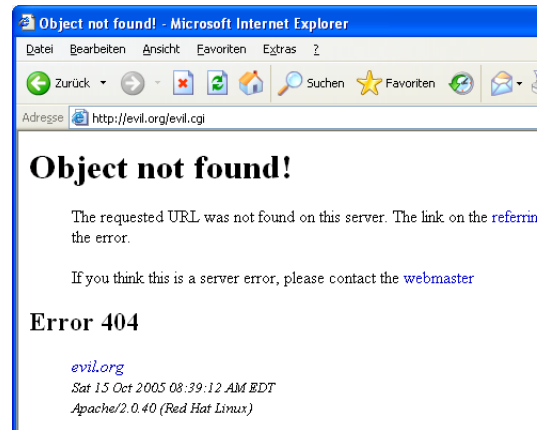 Object not found! - Microsoft Internet Explorer
Datei Bearbeiten Ansicht Favoriten Extras ?
Zurück Suchen Favoriten
Adresse http://evil.org/evil.cgi
Object not found!
The requested URL was not found on this server. The link on the referrin
the error.
If you think this is a server error, please contact the webmaster
Error 404
evil.org
Sat 15 Oct 2005 08:39:12 AM EDT
Apache/2.0.40 (Red Hat Linux)